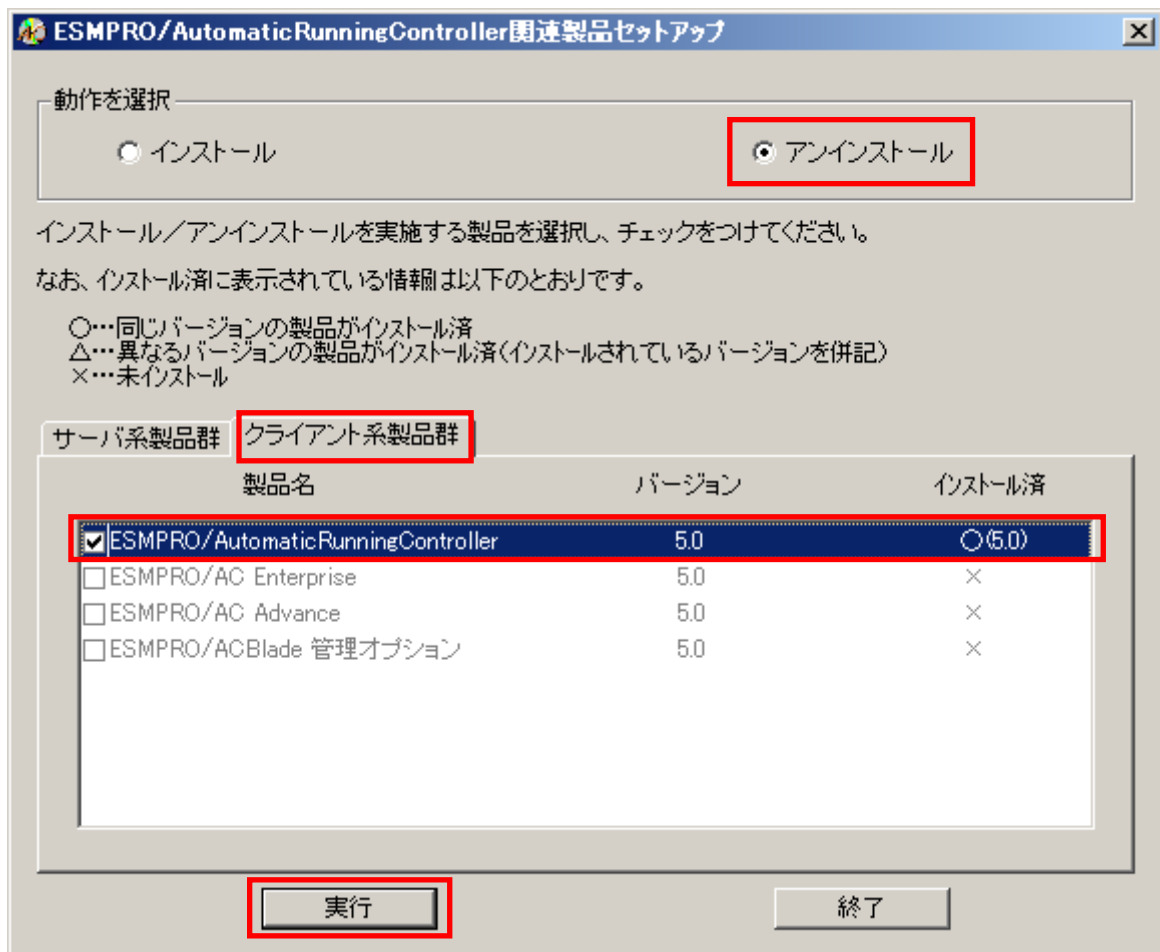 ESMPRO/AutomaticRunningController関連製品セットアップ
動作を選択
インストール
アンインストール
インストール／アンインストールを実施する製品を選択し、チェックをつけてください。
なお、インストール済に表示されている情報は以下のとおりです。
○…同じバージョンの製品がインストール済
△…異なるバージョンの製品がインストール済(インストールされているバージョンを併記)
×…未インストール
サーバ系製品群 クライアント系製品群
製品名 バージョン インストール済
ESMPRO/AutomaticRunningController 5.0 ○(5.0)
ESMPRO/AC Enterprise 5.0 ×
ESMPRO/AC Advance 5.0 ×
ESMPRO/ACBlade 管理オプション 5.0 ×
実行 終了